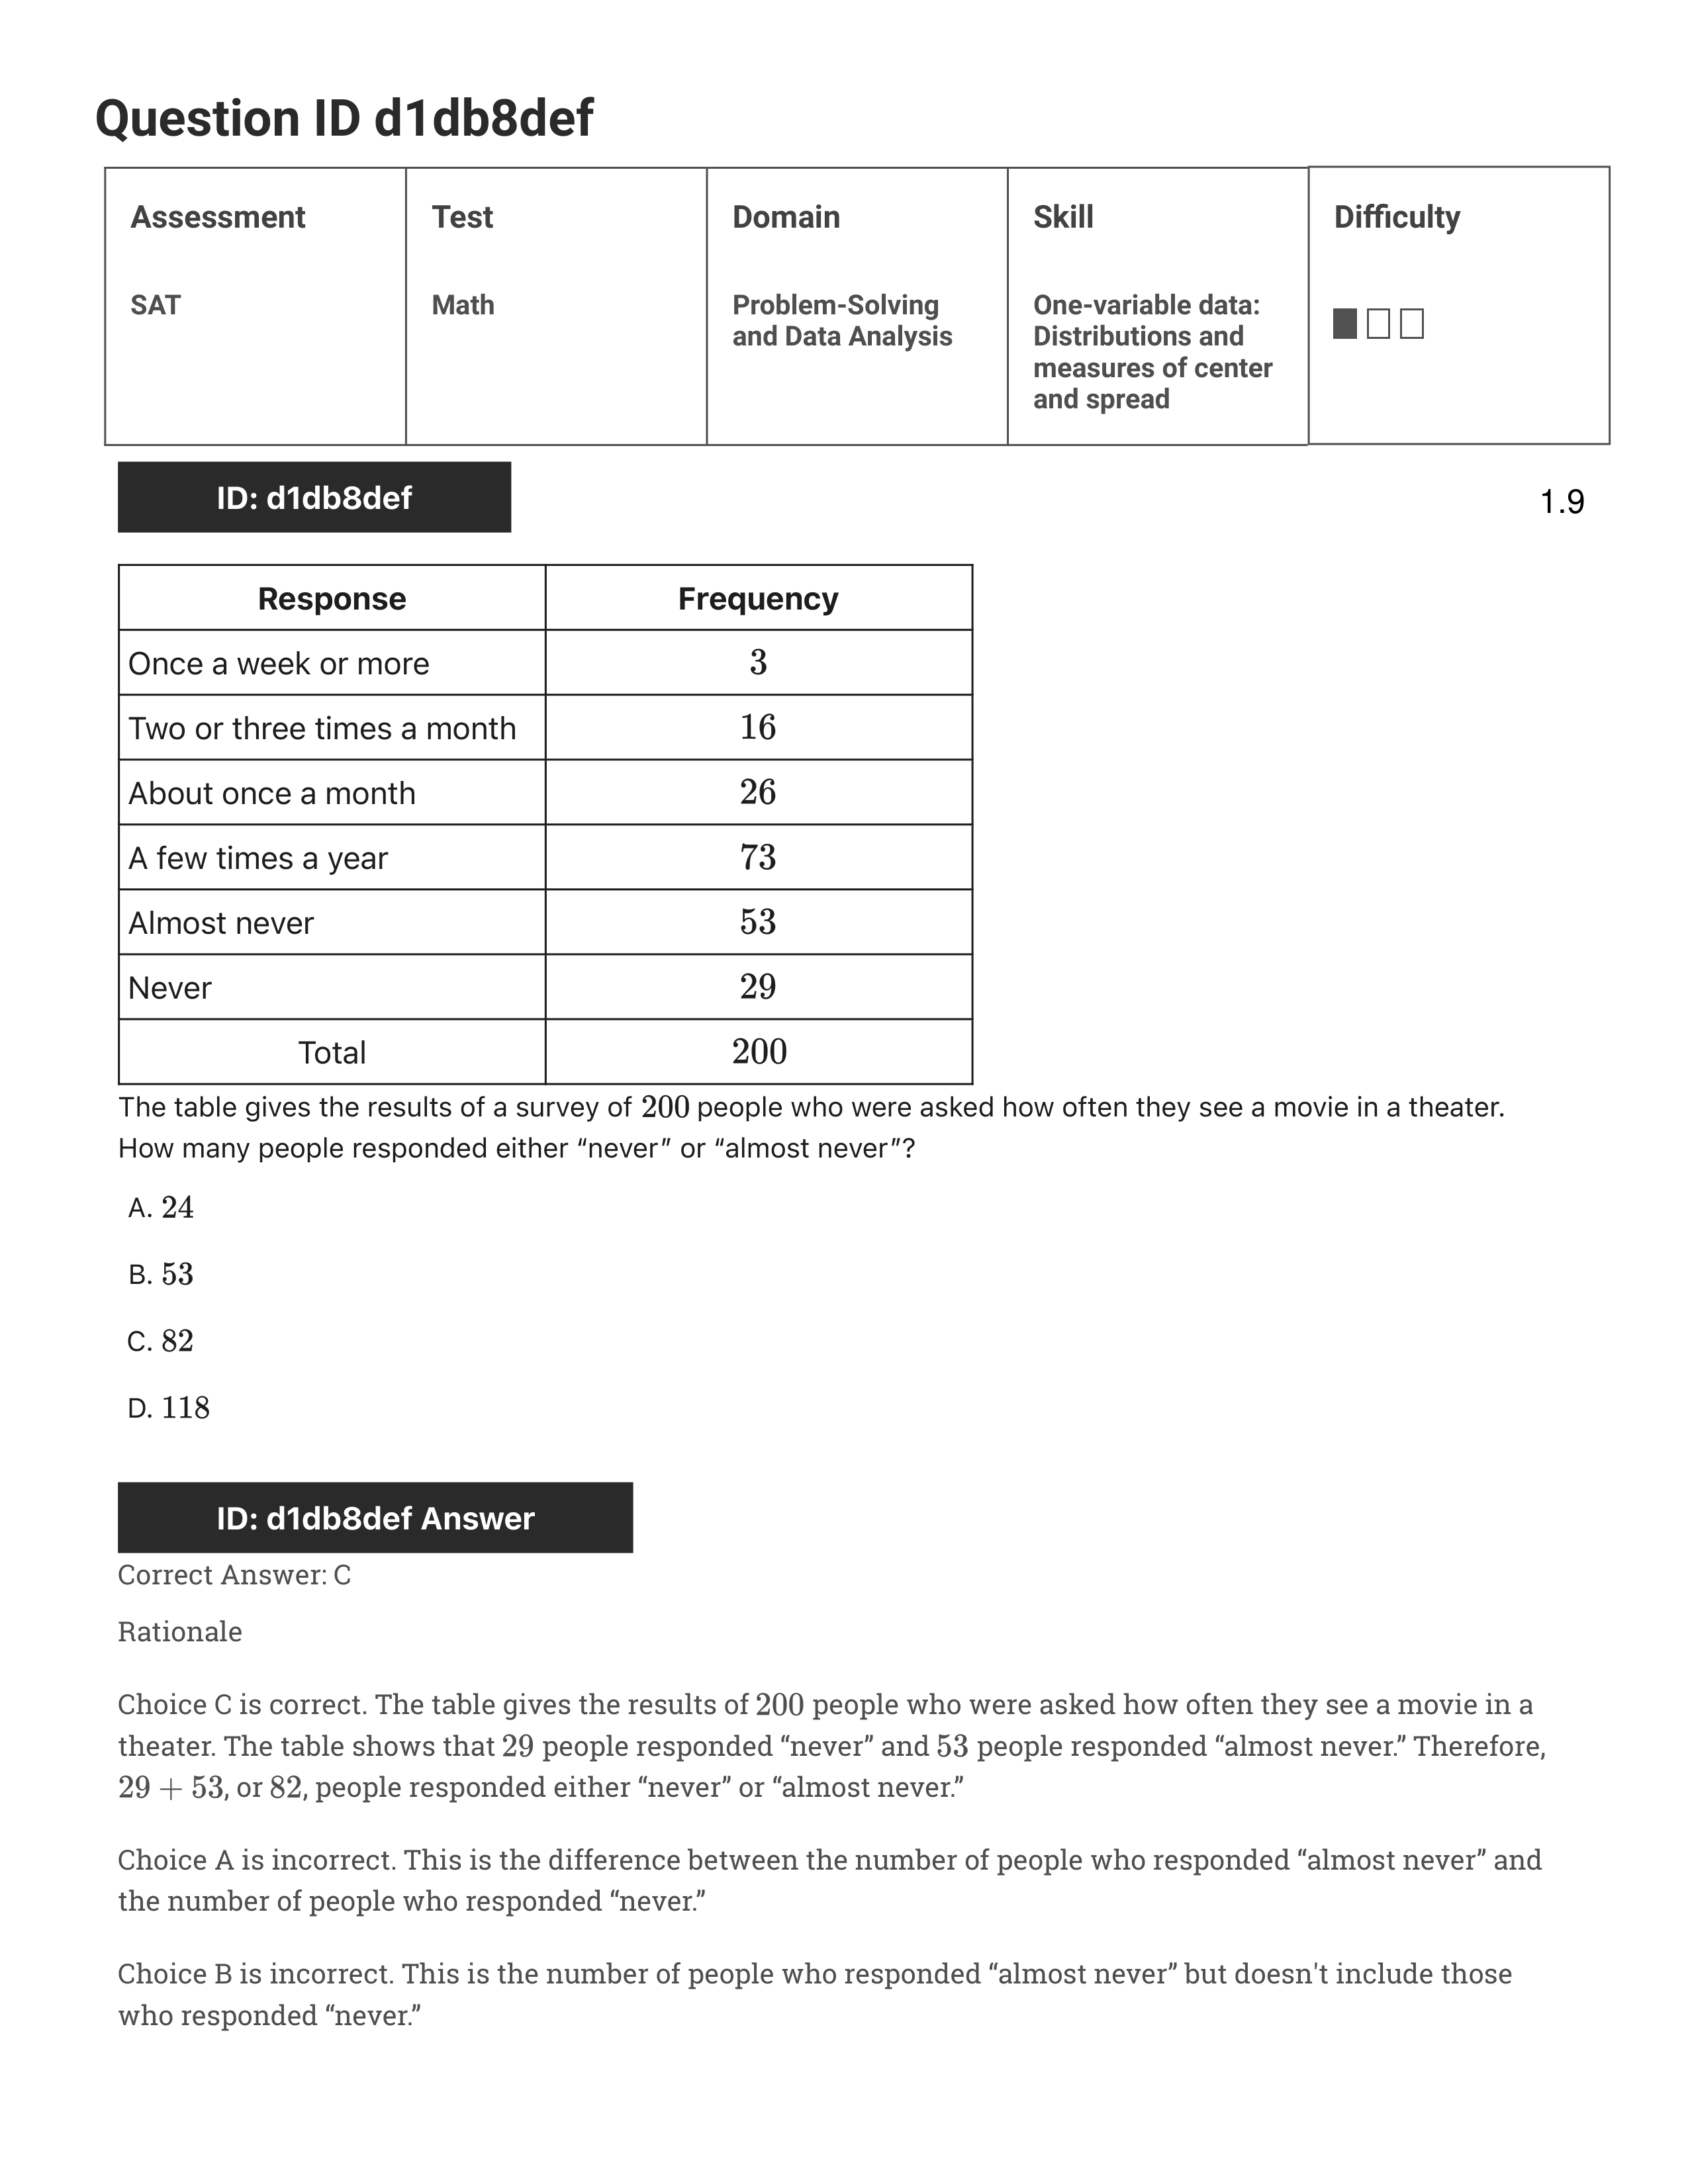 Question ID d1db8def
Assessment
Test
Domain
Skill
Difficulty
SAT
Math
Problem-Solving
and Data Analysis
One-variable data:
Distributions and
measures of center
and spread
ID: d1db8def
1.9
Response
Frequency
Once a week or more
3
Two or three times a month
16
About once a month
26
A few times a year
73
Almost never
53
Never
29
Total
200
The table gives the results of a survey of 200 people who were asked how often they see a movie in a theater.
How many people responded either “never” or “almost never”?
A. 24
B. 53
C. 82
D. 118
ID: d1db8def Answer
Correct Answer: C
Rationale
Choice C is correct. The table gives the results of 200 people who were asked how often they see a movie in a
theater. The table shows that 29 people responded “never” and 53 people responded “almost never.” Therefore,
29 + 53, or 82, people responded either “never” or “almost never.”
Choice A is incorrect. This is the difference between the number of people who responded “almost never” and
the number of people who responded “never.”
Choice B is incorrect. This is the number of people who responded “almost never” but doesn't include those
who responded “never.”